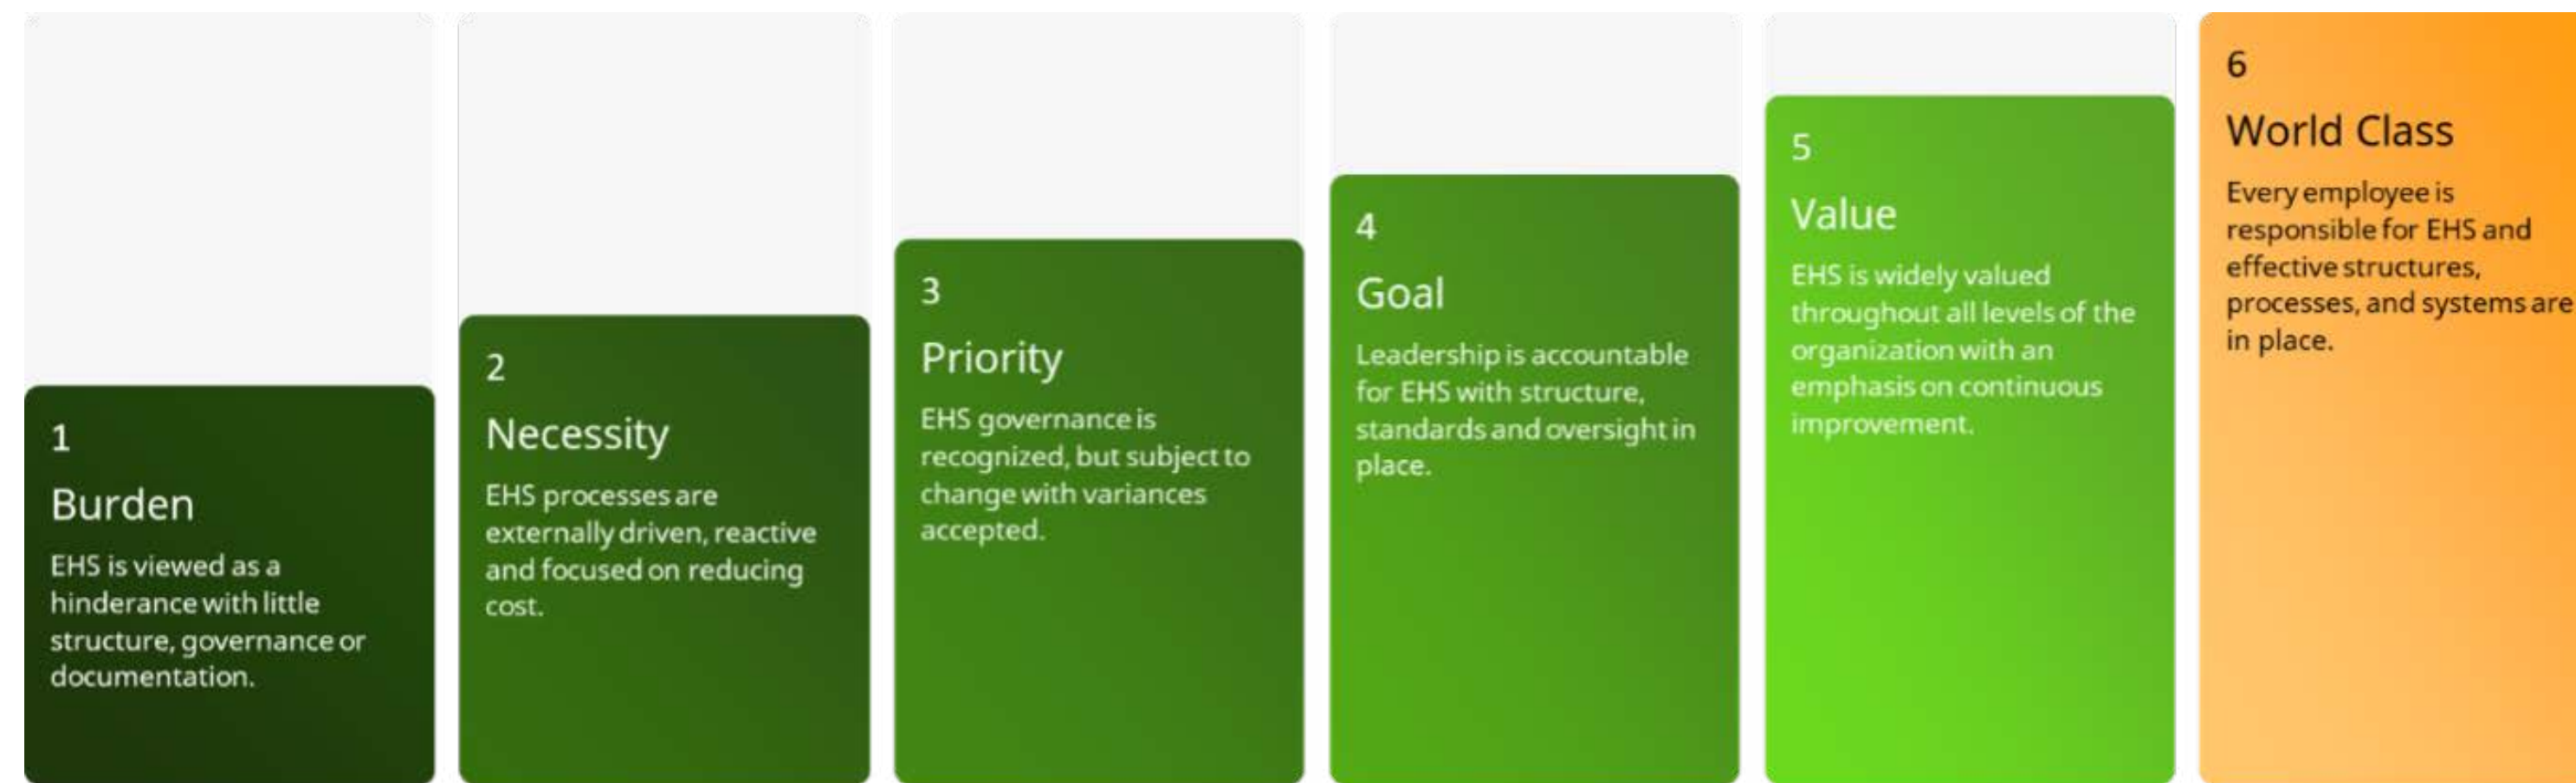 1
Burden
EHS is viewed as a
hinderance with little
structure, governance or
documentation.
2
Necessity
EHS processes are
externally driven, reactive
and focused on reducing
cost.
3
Priority
EHS governance is
recognized, but subject to
change with variances
accepted.
4
Goal
Leadership is accountable
for EHS with structure,
standards and oversight in
place.
5
Value
EHS is widely valued
throughout all levels of the
organization with an
emphasis on continuous
improvement.
6
World Class
Every employee is
responsible for EHS and
effective structures,
processes, and systems are
in place.